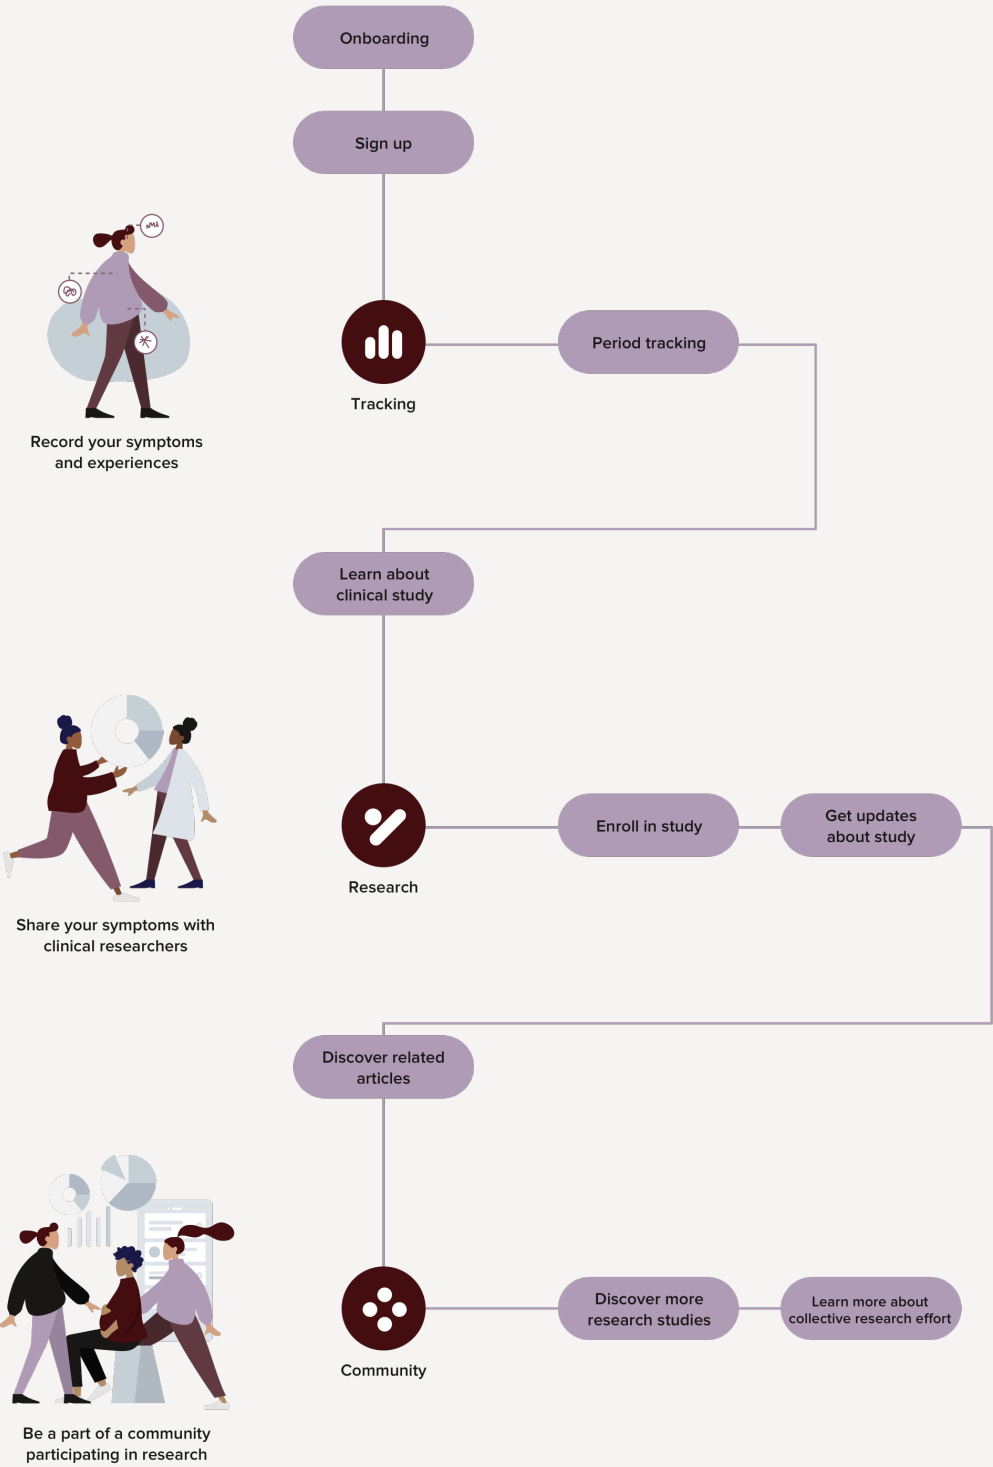 Onboarding
Sign up
Tracking
Period tracking
Record your symptoms
and experiences
Learn about
clinical study
Research
Enroll in study
Get updates
about study
Share your symptoms with
clinical researchers
Discover related
articles
Community
Discover more
research studies
Learn more about
collective research effort
Be a part of a community
participating in research